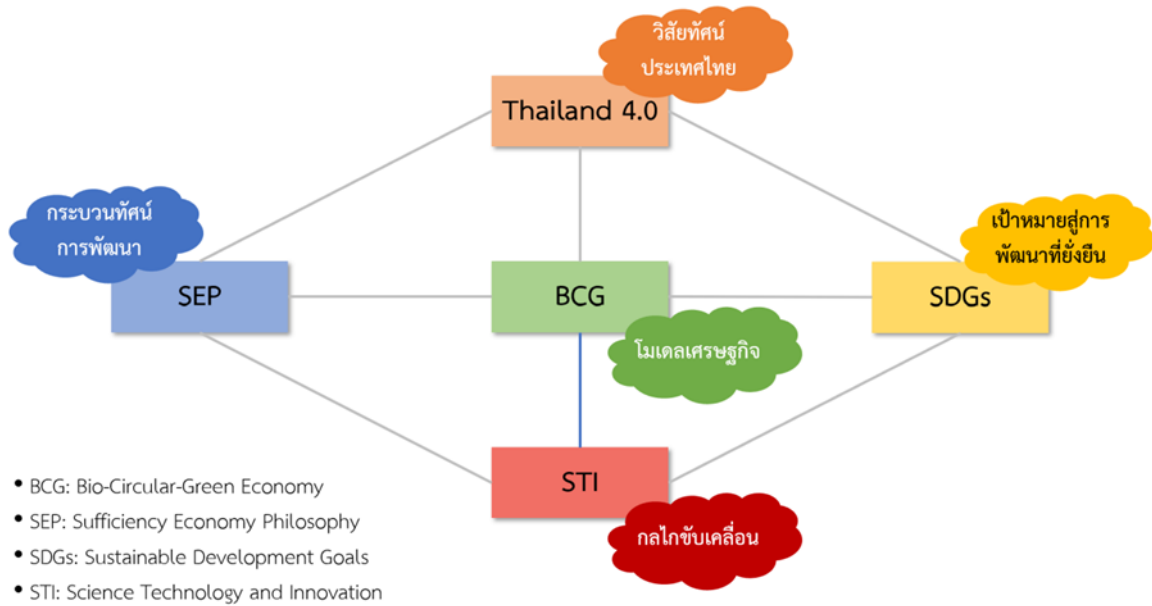 วิสัยทัศน์
ประเทศไทย
Thailand 4.0
กระบวนทัศน์
การพัฒนา
เป้าหมายสู่การ
พัฒนาที่ยั่งยืน
SEP
BCG
SDGs
โมเดลเศรษฐกิจ
STI
กลไกขับเคลื่อน
• BCG: Bio-Circular-Green Economy
• SEP: Sufficiency Economy Philosophy
• SDGs: Sustainable Development Goals
• STI: Science Technology and Innovation